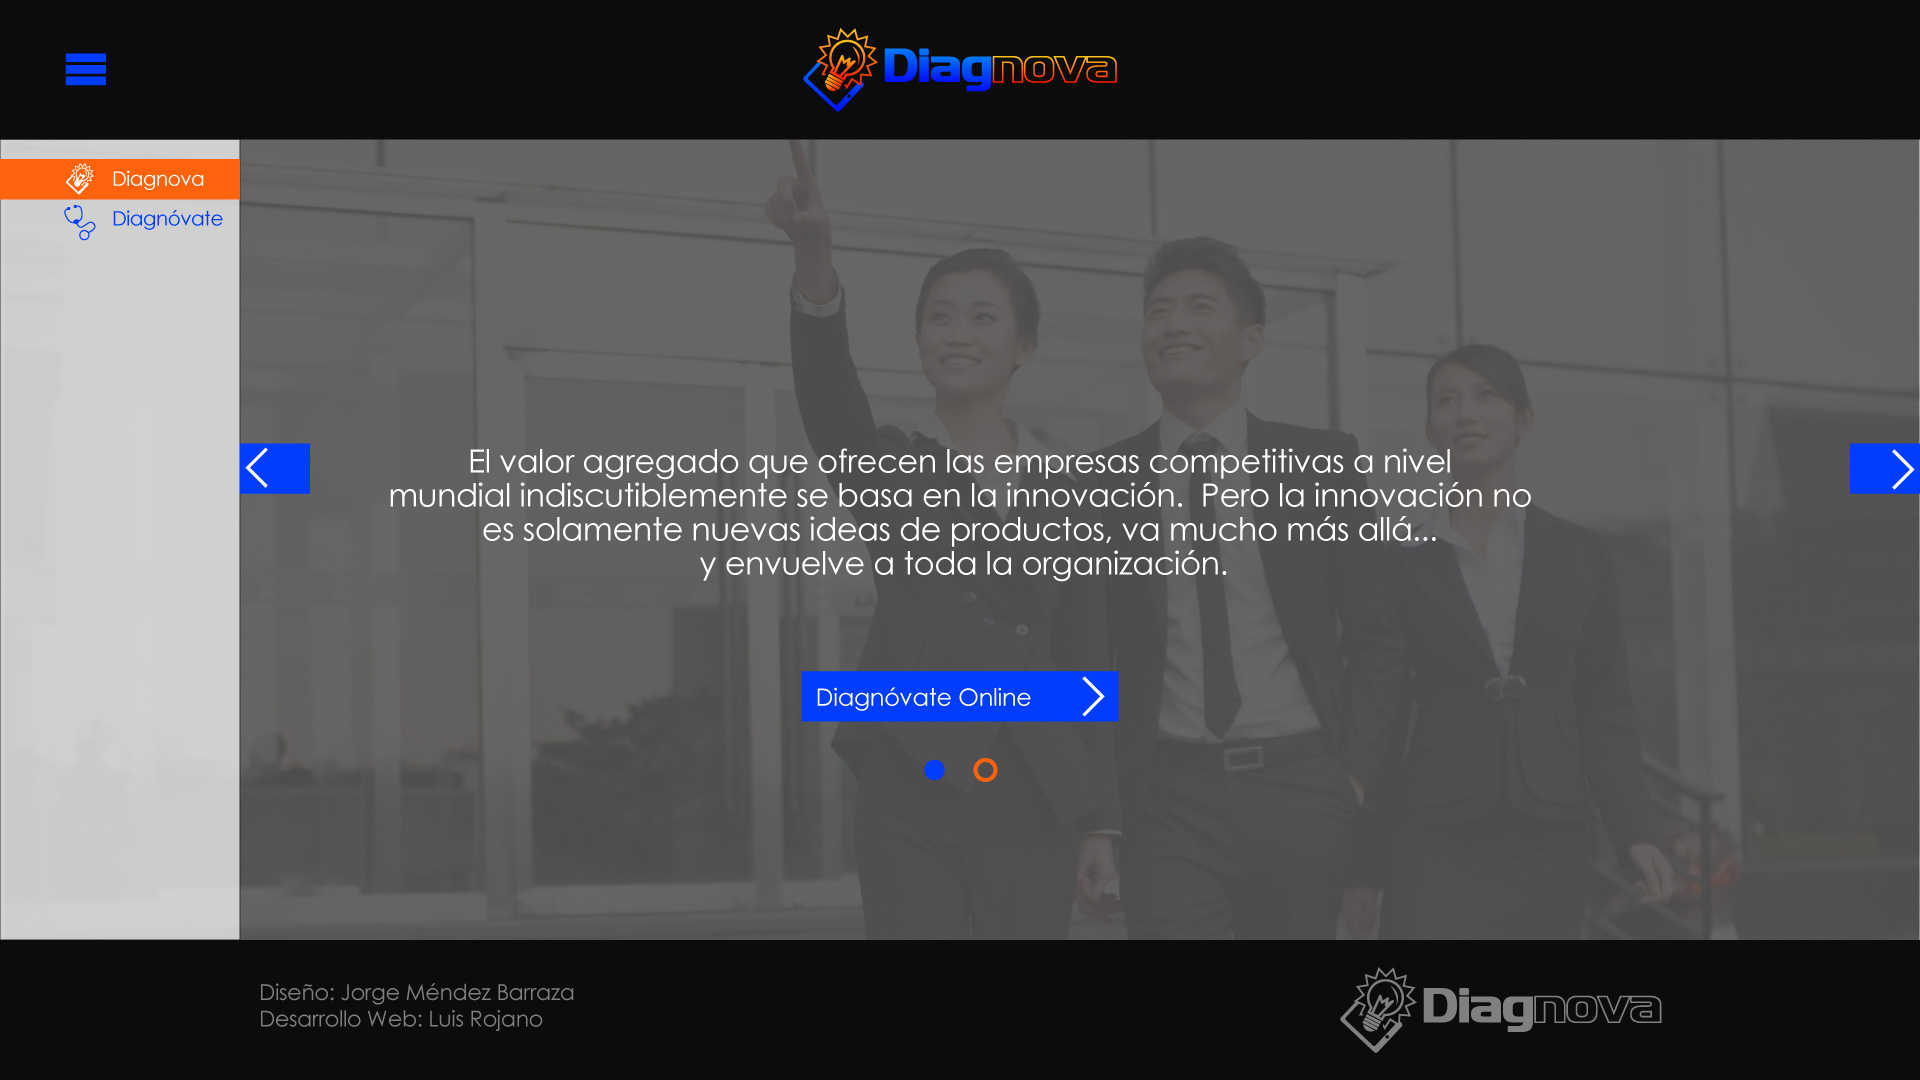 Diagnova
Diagnova
Diagnóvate
El valor agregado que ofrecen las empresas competitivas a nivel
mundial indiscutiblemente se basa en la innovación.  Pero la innovación no
es solamente nuevas ideas de productos, va mucho más allá...
y envuelve a toda la organización.
Diagnóvate Online
Diseño: Jorge Méndez Barraza
Desarrollo Web: Luis Rojano
Diagnova